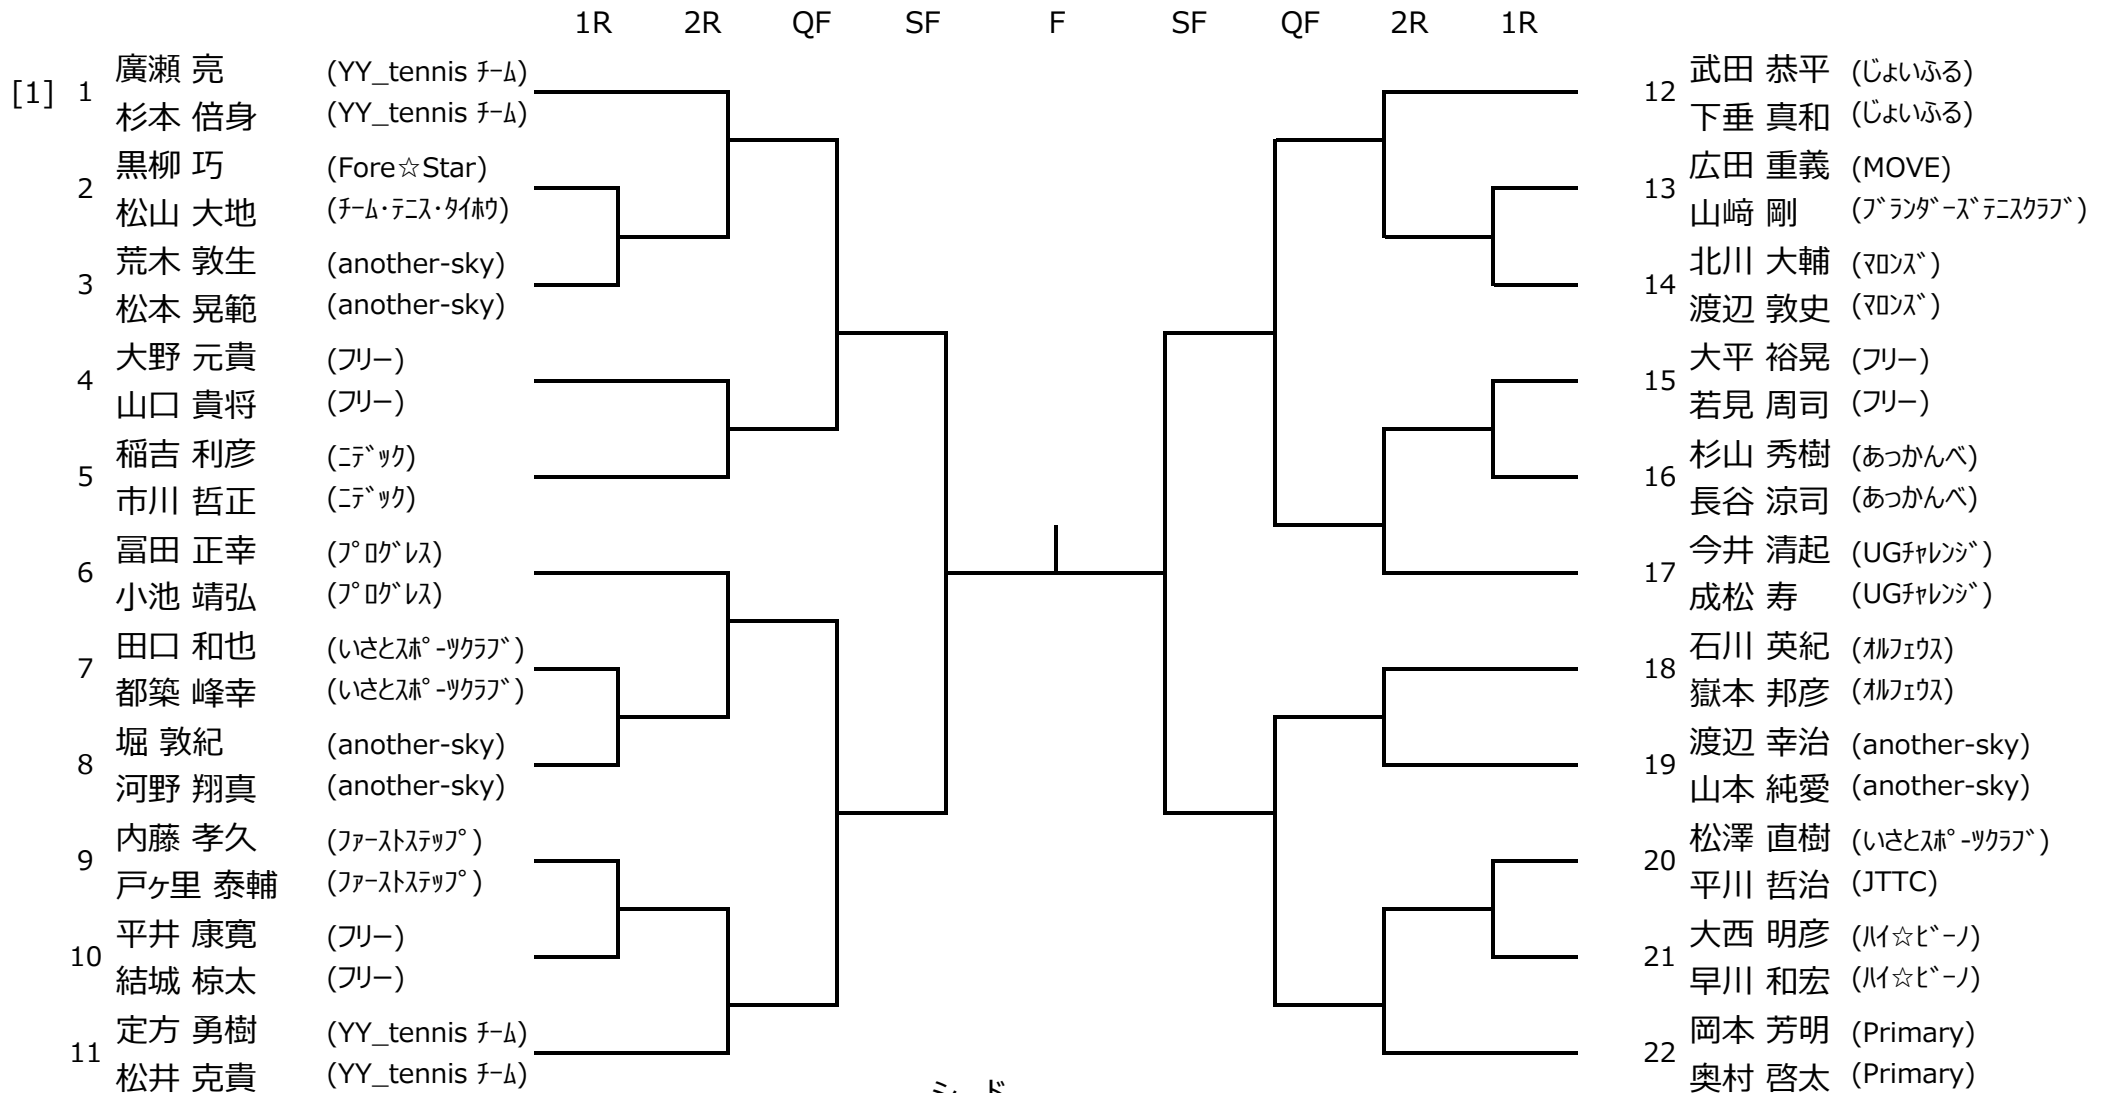 1R 2R QF SF F SF QF 2R 1R
[1] 1 廣瀬 亮 (YY_tennis ﾁｰﾑ)
杉本 倍身 (YY_tennis ﾁｰﾑ)
2 黒柳 巧 (Fore☆Star)
松山 大地 (ﾁｰﾑ･ﾃﾆｽ･ﾀｲﾎｳ)
3 荒木 敦生 (another-sky)
松本 晃範 (another-sky)
4 大野 元貴 (フリー)
山口 貴将 (フリー)
5 稲吉 利彦 (ﾆﾃﾞｯｸ)
市川 哲正 (ﾆﾃﾞｯｸ)
6 冨田 正幸 (ﾌﾟﾛｸﾞﾚｽ)
小池 靖弘 (ﾌﾟﾛｸﾞﾚｽ)
7 田口 和也 (いさとｽﾎﾟｰﾂｸﾗﾌﾞ)
都築 峰幸 (いさとｽﾎﾟｰﾂｸﾗﾌﾞ)
8 堀 敦紀 (another-sky)
河野 翔真 (another-sky)
9 内藤 孝久 (ﾌｧｰｽﾄｽﾃｯﾌﾟ)
戸ヶ里 泰輔 (ﾌｧｰｽﾄｽﾃｯﾌﾟ)
10 平井 康寛 (フリー)
結城 椋太 (フリー)
11 定方 勇樹 (YY_tennis ﾁｰﾑ)
松井 克貴 (YY_tennis ﾁｰﾑ)
12 武田 恭平 (じょいふる)
下垂 真和 (じょいふる)
13 広田 重義 (MOVE)
山﨑 剛 (ﾌﾞﾗﾝﾀﾞｰｽﾞﾃﾆｽｸﾗﾌﾞ)
14 北川 大輔 (ﾏﾛﾝｽﾞ)
渡辺 敦史 (ﾏﾛﾝｽﾞ)
15 大平 裕晃 (フリー)
若見 周司 (フリー)
16 杉山 秀樹 (あっかんべ)
長谷 涼司 (あっかんべ)
17 今井 清起 (UGﾁｬﾚﾝｼﾞ)
成松 寿 (UGﾁｬﾚﾝｼﾞ)
18 石川 英紀 (ｵﾙﾌｪｳｽ)
嶽本 邦彦 (ｵﾙﾌｪｳｽ)
19 渡辺 幸治 (another-sky)
山本 純愛 (another-sky)
20 松澤 直樹 (いさとｽﾎﾟｰﾂｸﾗﾌﾞ)
平川 哲治 (JTTC)
21 大西 明彦 (ﾊｲ☆ﾋﾞｰﾉ)
早川 和宏 (ﾊｲ☆ﾋﾞｰﾉ)
22 岡本 芳明 (Primary)
奥村 啓太 (Primary)